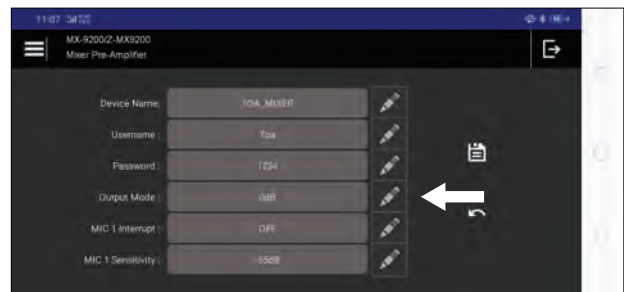 11:07
MX-9200/Z-MX9200
Mixer Pre-Amplifier
Device Name: TOA_MIXER
Username : Toa
Password : 1234
Output Mode : 0dB
MIC 1 Interrupt : OFF
MIC 1 Sensitivity : -55dB